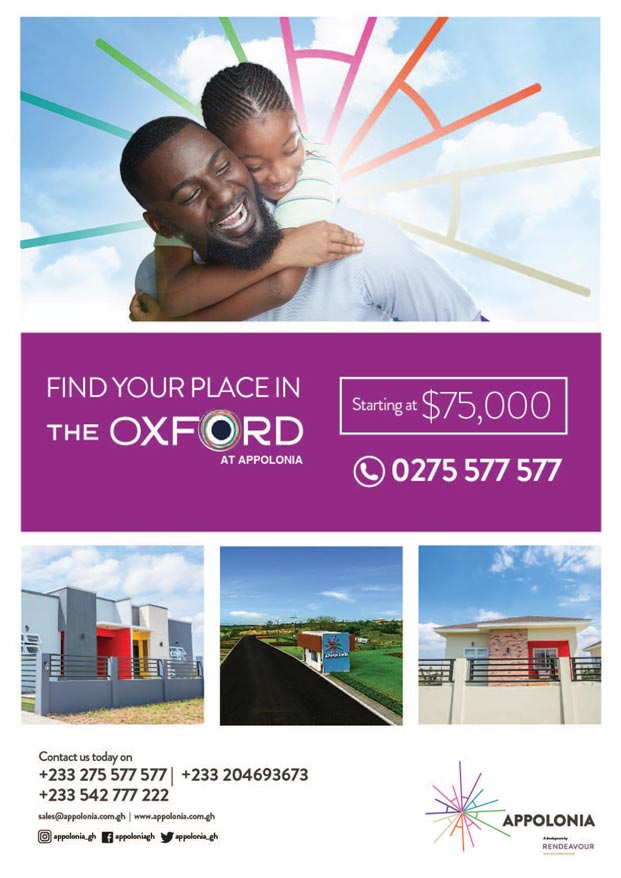 FIND YOUR PLACE IN
THE OXFORD
AT APPOLONIA
Starting at $75,000
0275 577 577
APPOLONIA
Contact us today on
+233 275 577 577 | +233 204693673
+233 542 777 222
sales@appolonia.com.gh | www.appolonia.com.gh
appolonia_gh appoloniagh appolonia_gh
APPOLONIA
A development by
RENDEAVOUR